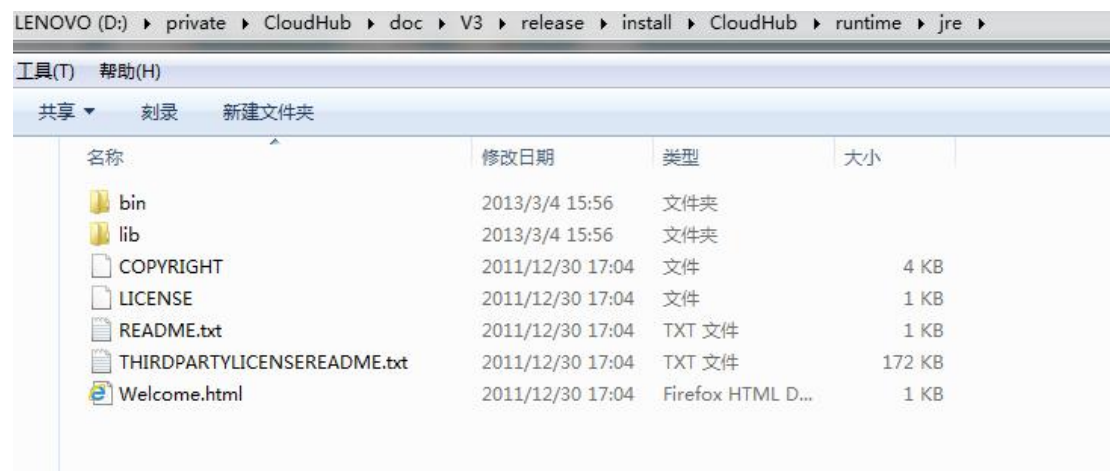 LENOVO (D:) ▸ private ▸ CloudHub ▸ doc ▸ V3 ▸ release ▸ install ▸ CloudHub ▸ runtime ▸ jre ▸
工具(T) 帮助(H)
共享 刻录 新建文件夹
名称 修改日期 类型 大小
bin 2013/3/4 15:56 文件夹
lib 2013/3/4 15:56 文件夹
COPYRIGHT 2011/12/30 17:04 文件 4 KB
LICENSE 2011/12/30 17:04 文件 1 KB
README.txt 2011/12/30 17:04 TXT 文件 1 KB
THIRDPARTYLICENSEREADME.txt 2011/12/30 17:04 TXT 文件 172 KB
Welcome.html 2011/12/30 17:04 Firefox HTML D... 1 KB